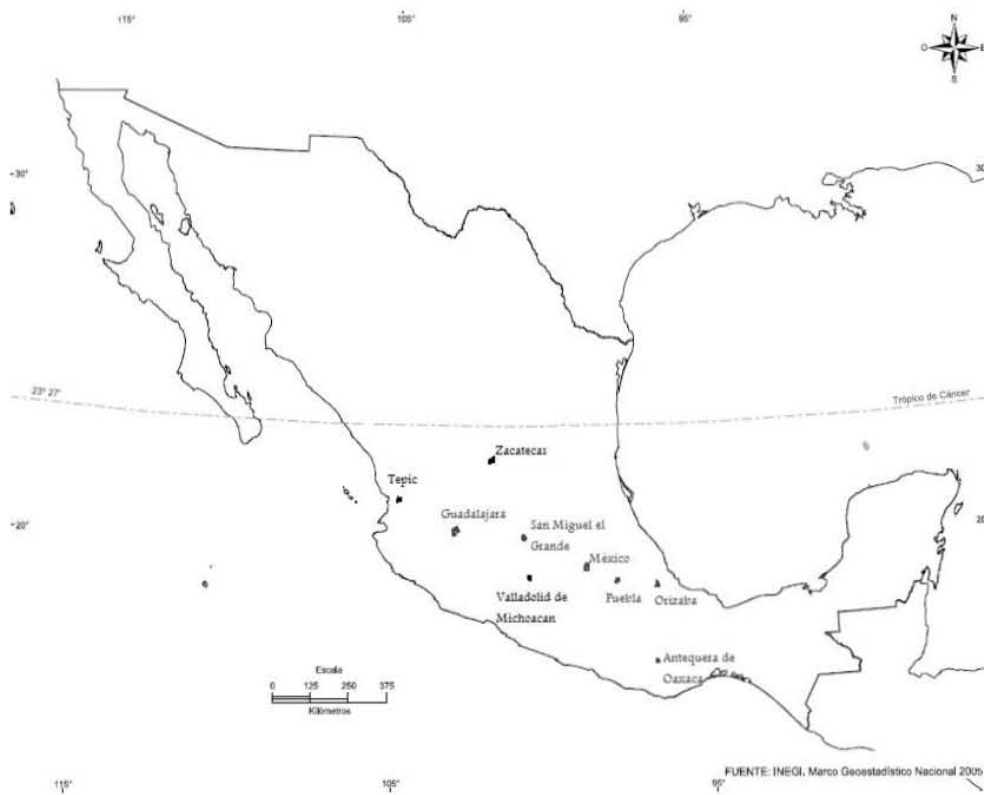 115°
105°
95°
N
O
E
S
30°
30
23° 27'
Trópico de Cáncer
Zacatecas
Tepic
20°
20
Guadalajara
San Miguel el
Grande
México
Valladolid de
Michoacan
Puebla
Orizaba
Antequera de
Oaxaca
Escala
0 125 250 375
Kilómetros
FUENTE: INEGI. Marco Geoestadístico Nacional 2005
115°
105°
95°